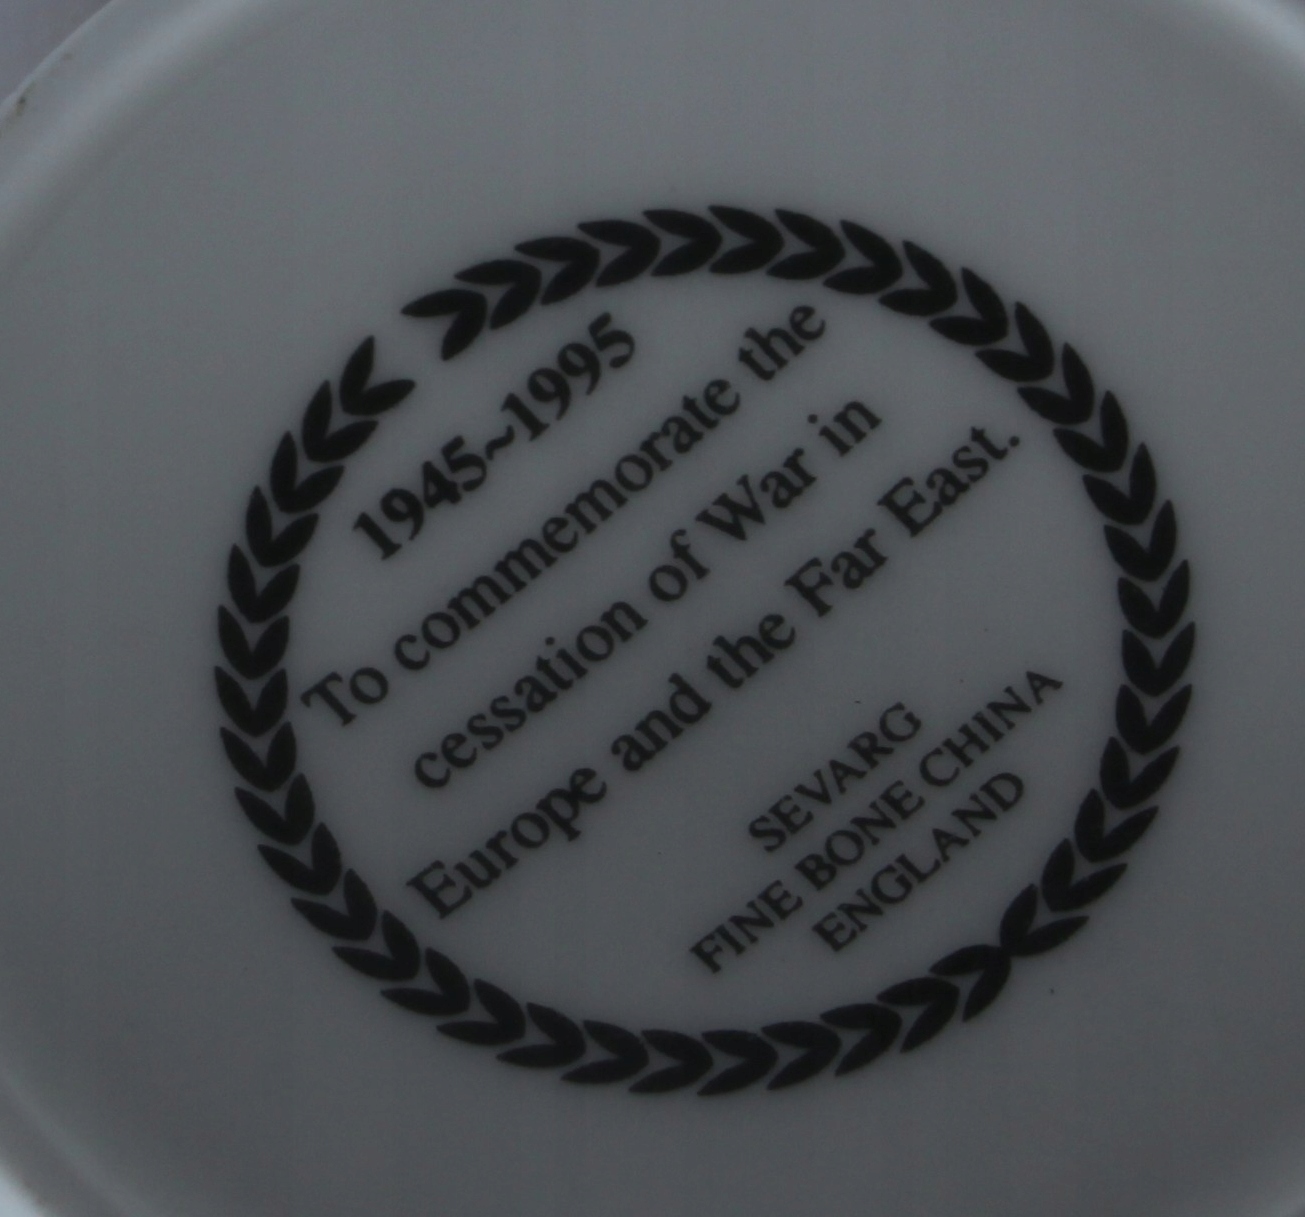 1945~1995
To commemorate the
cessation of War in
Europe and the Far East.
SEVARG
FINE BONE CHINA
ENGLAND